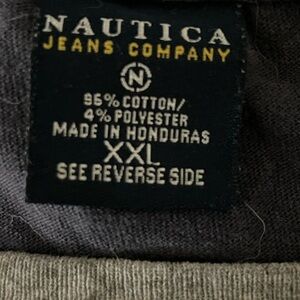 NAUTICA
JEANS COMPANY
N
96% COTTON/
4% POLYESTER
MADE IN HONDURAS
XXL
SEE REVERSE SIDE